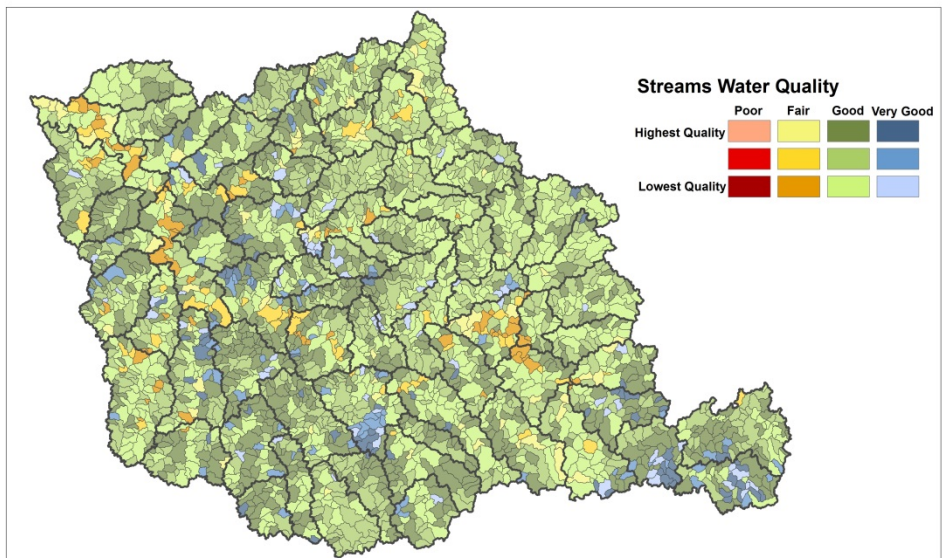 Streams Water Quality
Poor Fair Good Very Good
Highest Quality
Lowest Quality